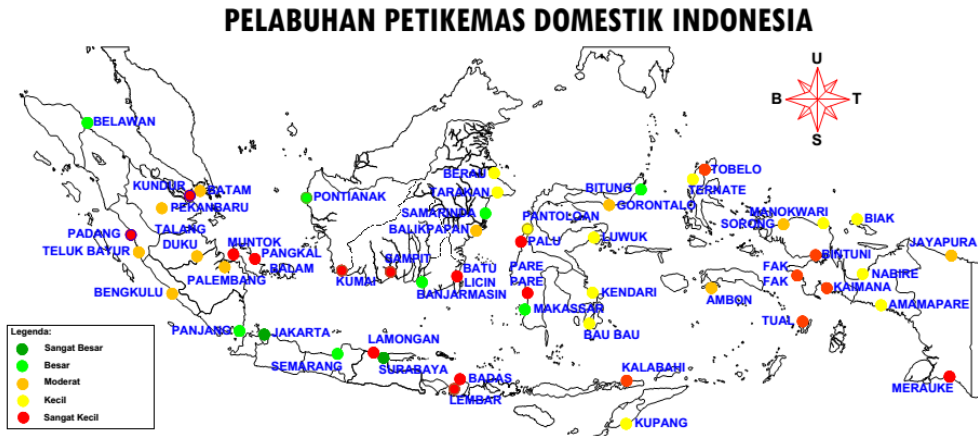 PELABUHAN PETIKEMAS DOMESTIK INDONESIA
U
B
T
S
BELAWAN
KUNDUR
BATAM
PEKANBARU
PADANG
TELUK BAYUR
TALANG
DUKU
MUNTOK
PANGKAL
BALAM
PALEMBANG
BENGKULU
PANJANG
JAKARTA
SEMARANG
LAMONGAN
SURABAYA
BADAS
LEMBAR
PONTIANAK
KUMAI
SAMPIT
BANJARMASIN
BATU
LICIN
BERAU
TARAKAN
SAMARINDA
BALIKPAPAN
PANTOLOAN
PALU
PARE
PARE
MAKASSAR
BITUNG
GORONTALO
LUWUK
KENDARI
BAU BAU
KALABAHI
KUPANG
TOBELO
TERNATE
MANOKWARI
SORONG
BIAK
JAYAPURA
BINTUNI
FAK
FAK
KAIMANA
NABIRE
AMAMAPARE
AMBON
TUAL
MERAUKE
Legenda:
Sangat Besar
Besar
Moderat
Kecil
Sangat Kecil